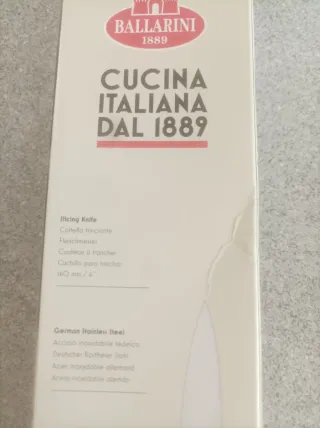 BALLARINI
1889
CUCINA
ITALIANA
DAL 1889
Slicing Knife
Coltello trinciante
Fleischmesser
Couteau à trancher
Cuchillo para trinchar
160 mm / 6"
German Stainless Steel
Acciaio inossidabile tedesco
Deutscher Rostfreier Stahl
Acier inoxydable allemand
Acero inoxidable alemán